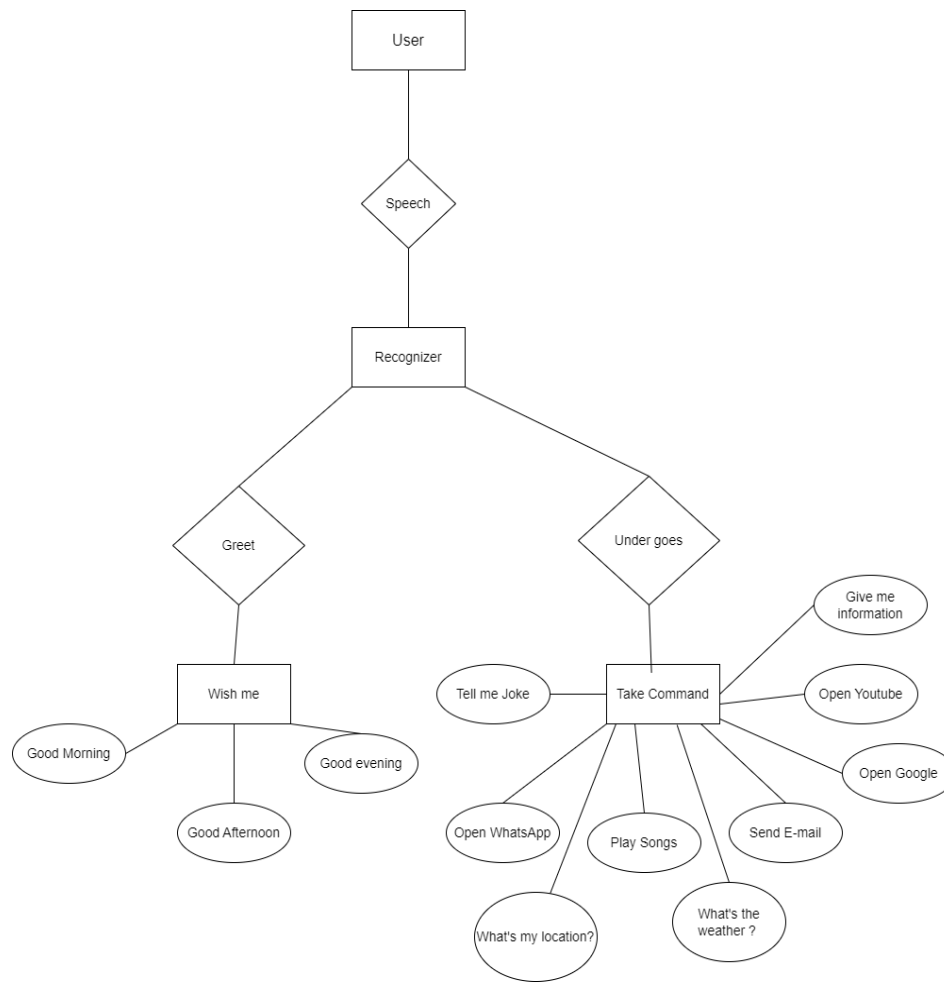 User
Speech
Recognizer
Greet
Under goes
Give me
information
Wish me
Tell me Joke
Take Command
Open Youtube
Good Morning
Good evening
Open Google
Good Afternoon
Open WhatsApp
Play Songs
Send E-mail
What's my location?
What's the
weather ?